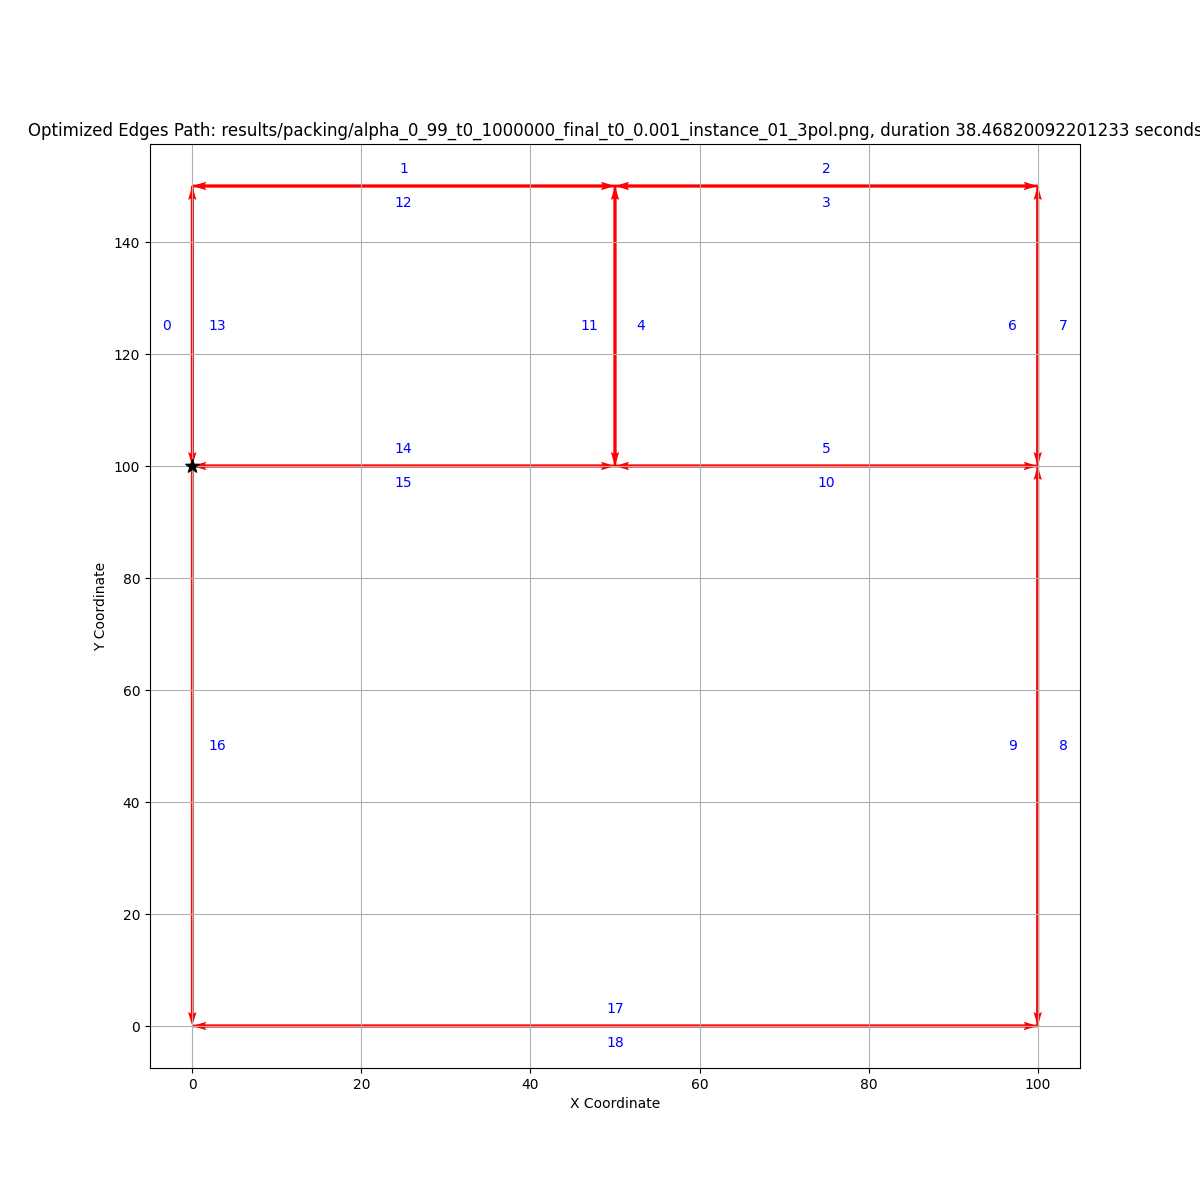 Optimized Edges Path: results/packing/alpha_0_99_t0_1000000_final_t0.001_instance_01_3pol.png, duration 38.46820092201233 seconds
1 2
12 3
140
0 13 11 4 6 7
120
14 5
100
15 10
80
Y Coordinate
60
16 9 8
40
20
17
0
18
0 20 40 60 80 100
X Coordinate